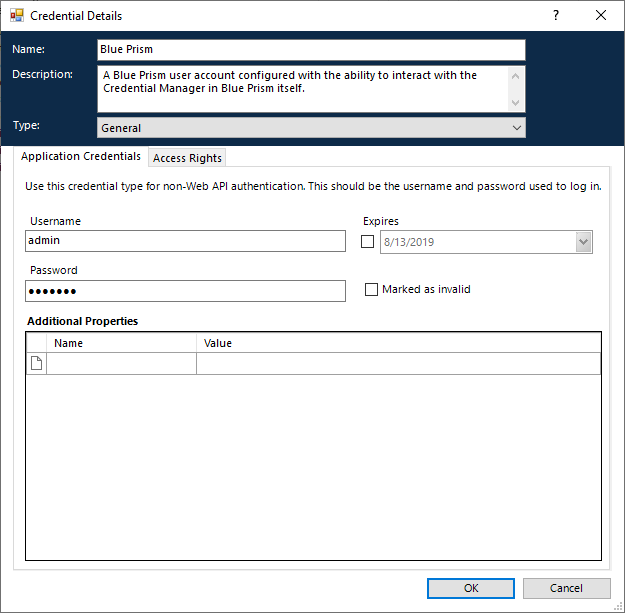 Credential Details
?
Name:
Blue Prism
Description:
A Blue Prism user account configured with the ability to interact with the
Credential Manager in Blue Prism itself.
Type:
General
Application Credentials
Access Rights
Use this credential type for non-Web API authentication. This should be the username and password used to log in.
Username
Expires
admin
8/13/2019
Password
●●●●●●●
Marked as invalid
Additional Properties
Name
Value
OK
Cancel